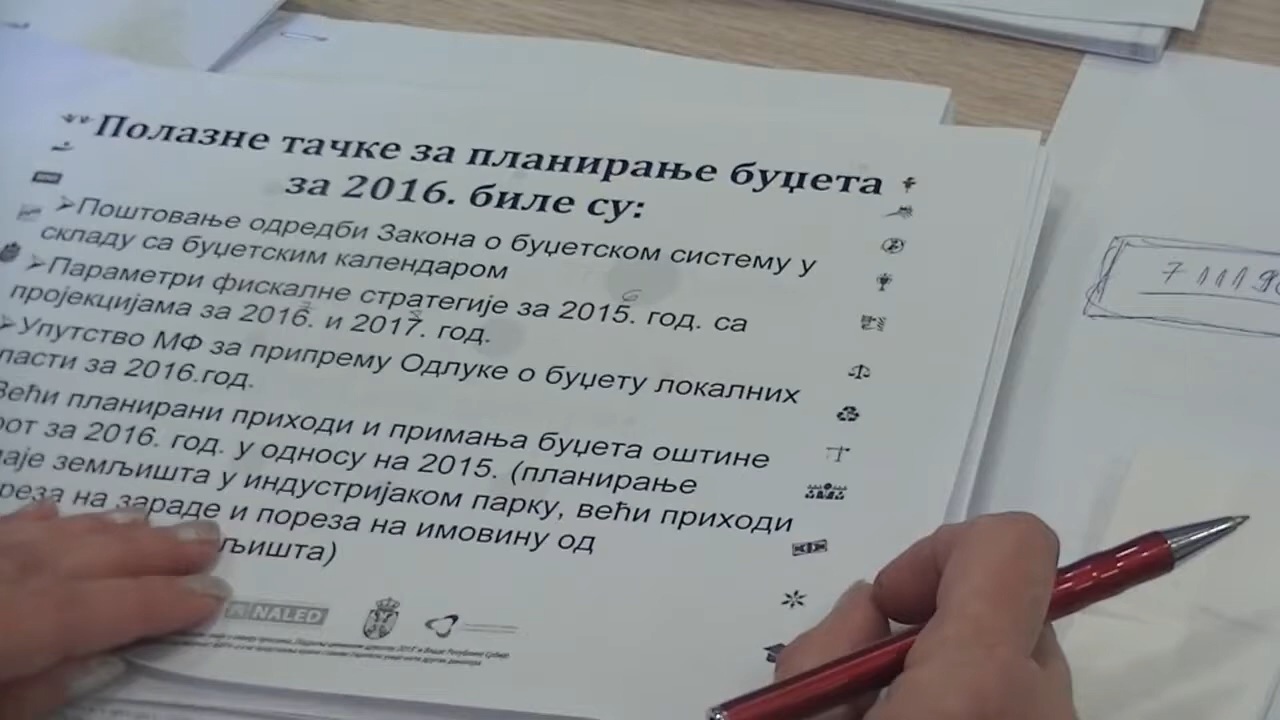 Полазне тачке за планирање буџета
за 2016. биле су:
➢Поштовање одредби Закона о буџетском систему у
складу са буџетским календаром
➢Параметри фискалне стратегије за 2015. год. са
пројекцијама за 2016. и 2017. год.
➢Упутство МФ за припрему Одлуке о буџету локалних
власти за 2016.год.
Већи планирани приходи и примања буџета општине
за 2016. год. у односу на 2015. (планирање
земљишта у индустријаком парку, већи приходи
на зараде и пореза на имовину од
NALED